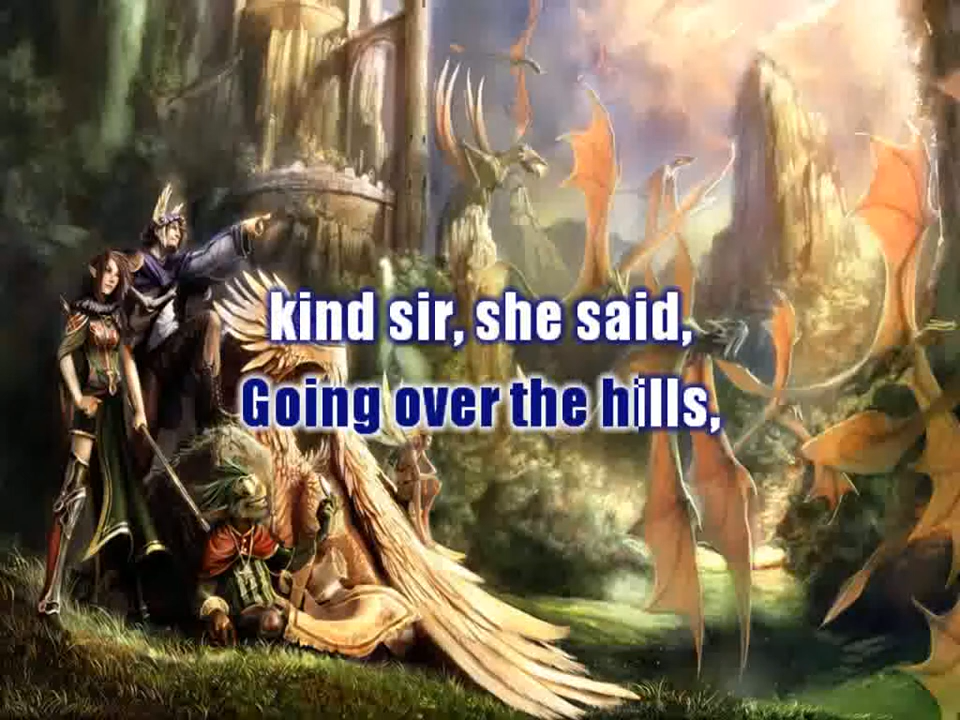 kind sir, she said,
Going over the hills,